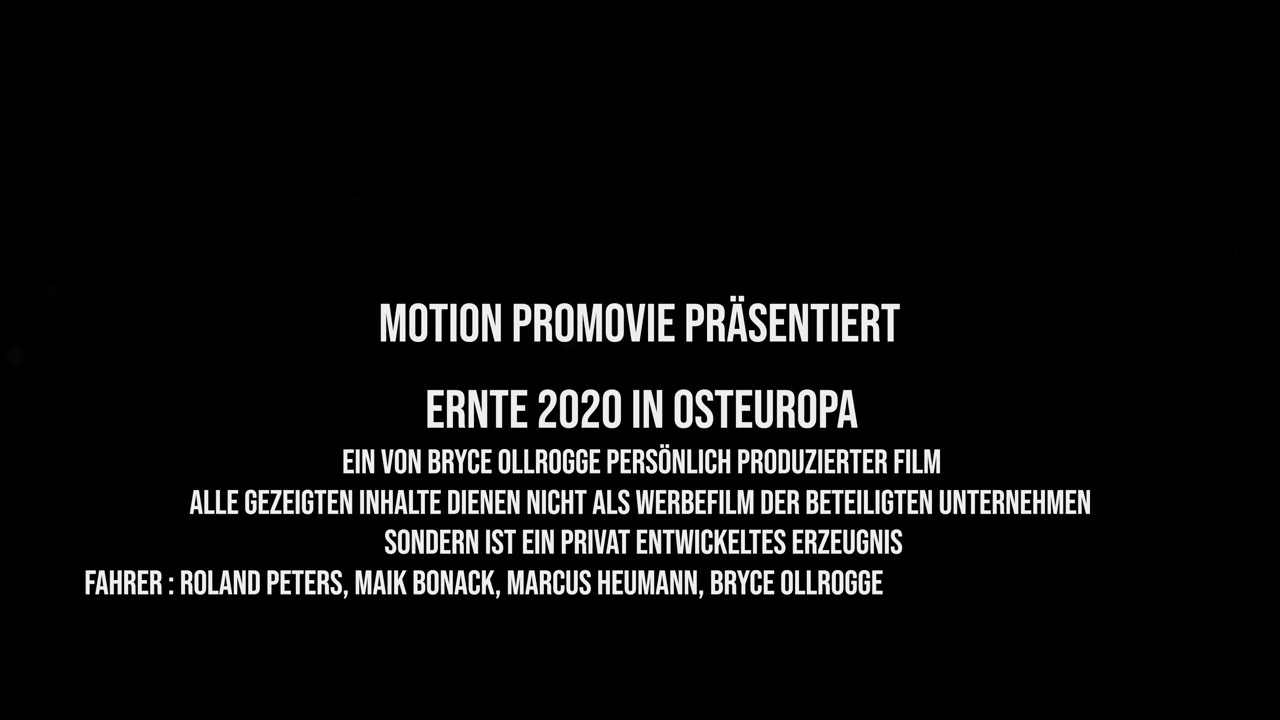 MOTION PROMOVIE PRÄSENTIERT
ERNTE 2020 IN OSTEUROPA
EIN VON BRYCE OLLROGGE PERSÖNLICH PRODUZIERTER FILM
ALLE GEZEIGTEN INHALTE DIENEN NICHT ALS WERBEFILM DER BETEILIGTEN UNTERNEHMEN
SONDERN IST EIN PRIVAT ENTWICKELTES ERZEUGNIS
FAHRER : ROLAND PETERS, MAIK BONACK, MARCUS HEUMANN, BRYCE OLLROGGE